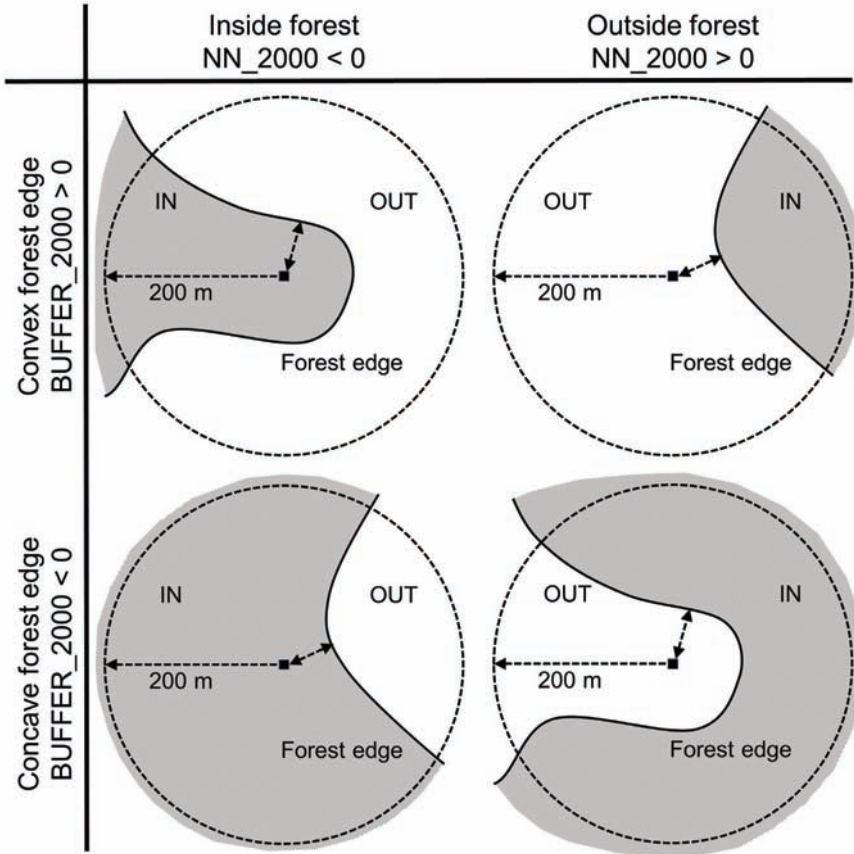 Inside forest
NN_2000 < 0
Outside forest
NN_2000 > 0
Convex forest edge
BUFFER_2000 > 0
IN
OUT
200 m
Forest edge
OUT
IN
200 m
Forest edge
Concave forest edge
BUFFER_2000 < 0
IN
OUT
200 m
Forest edge
OUT
IN
200 m
Forest edge